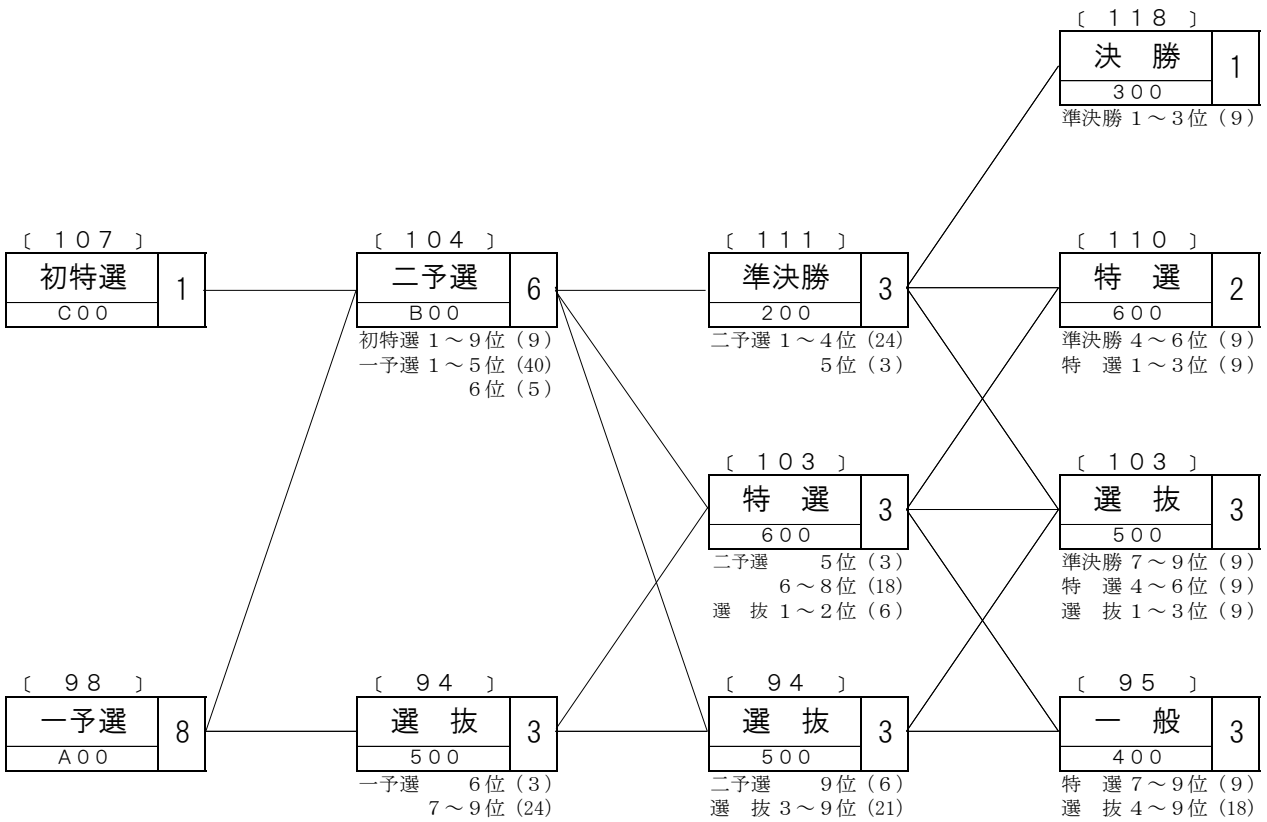 〔 １１８ 〕
決 勝
1
３００
準決勝 １～３位（９）
〔 １０７ 〕
初特選
1
Ｃ００
〔 １０４ 〕
二予選
6
Ｂ００
初特選 １～９位（９）
一予選 １～５位（40）
６位（５）
〔 １１１ 〕
準決勝
3
２００
二予選 １～４位（24）
５位（３）
〔 １１０ 〕
特 選
2
６００
準決勝 ４～６位（９）
特 選 １～３位（９）
〔 １０３ 〕
特 選
3
６００
二予選 ５位（３）
６～８位（18）
選 抜 １～２位（６）
〔 １０３ 〕
選 抜
3
５００
準決勝 ７～９位（９）
特 選 ４～６位（９）
選 抜 １～３位（９）
〔 ９８ 〕
一予選
8
Ａ００
〔 ９４ 〕
選 抜
3
５００
一予選 ６位（３）
７～９位（24）
〔 ９４ 〕
選 抜
3
５００
二予選 ９位（６）
選 抜 ３～９位（21）
〔 ９５ 〕
一 般
3
４００
特 選 ７～９位（９）
選 抜 ４～９位（18）